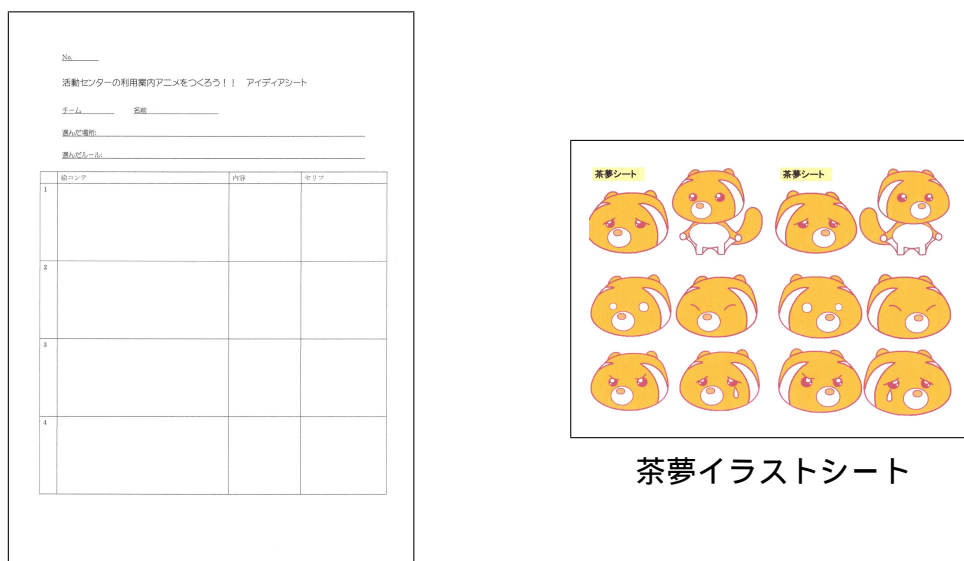 No.
活動センターの利用案内アニメをつくろう！！　アイディアシート
チーム　名前
選んだ場所:
選んだルール:
絵コンテ　内容　セリフ
1
2
3
4
茶夢シート　茶夢シート
茶夢イラストシート